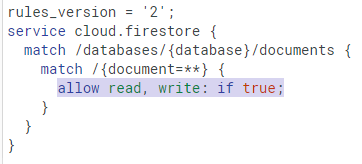 rules_version = '2';
service cloud.firestore {
  match /databases/{database}/documents {
    match /{document=**} {
      allow read, write: if true;
    }
  }
}